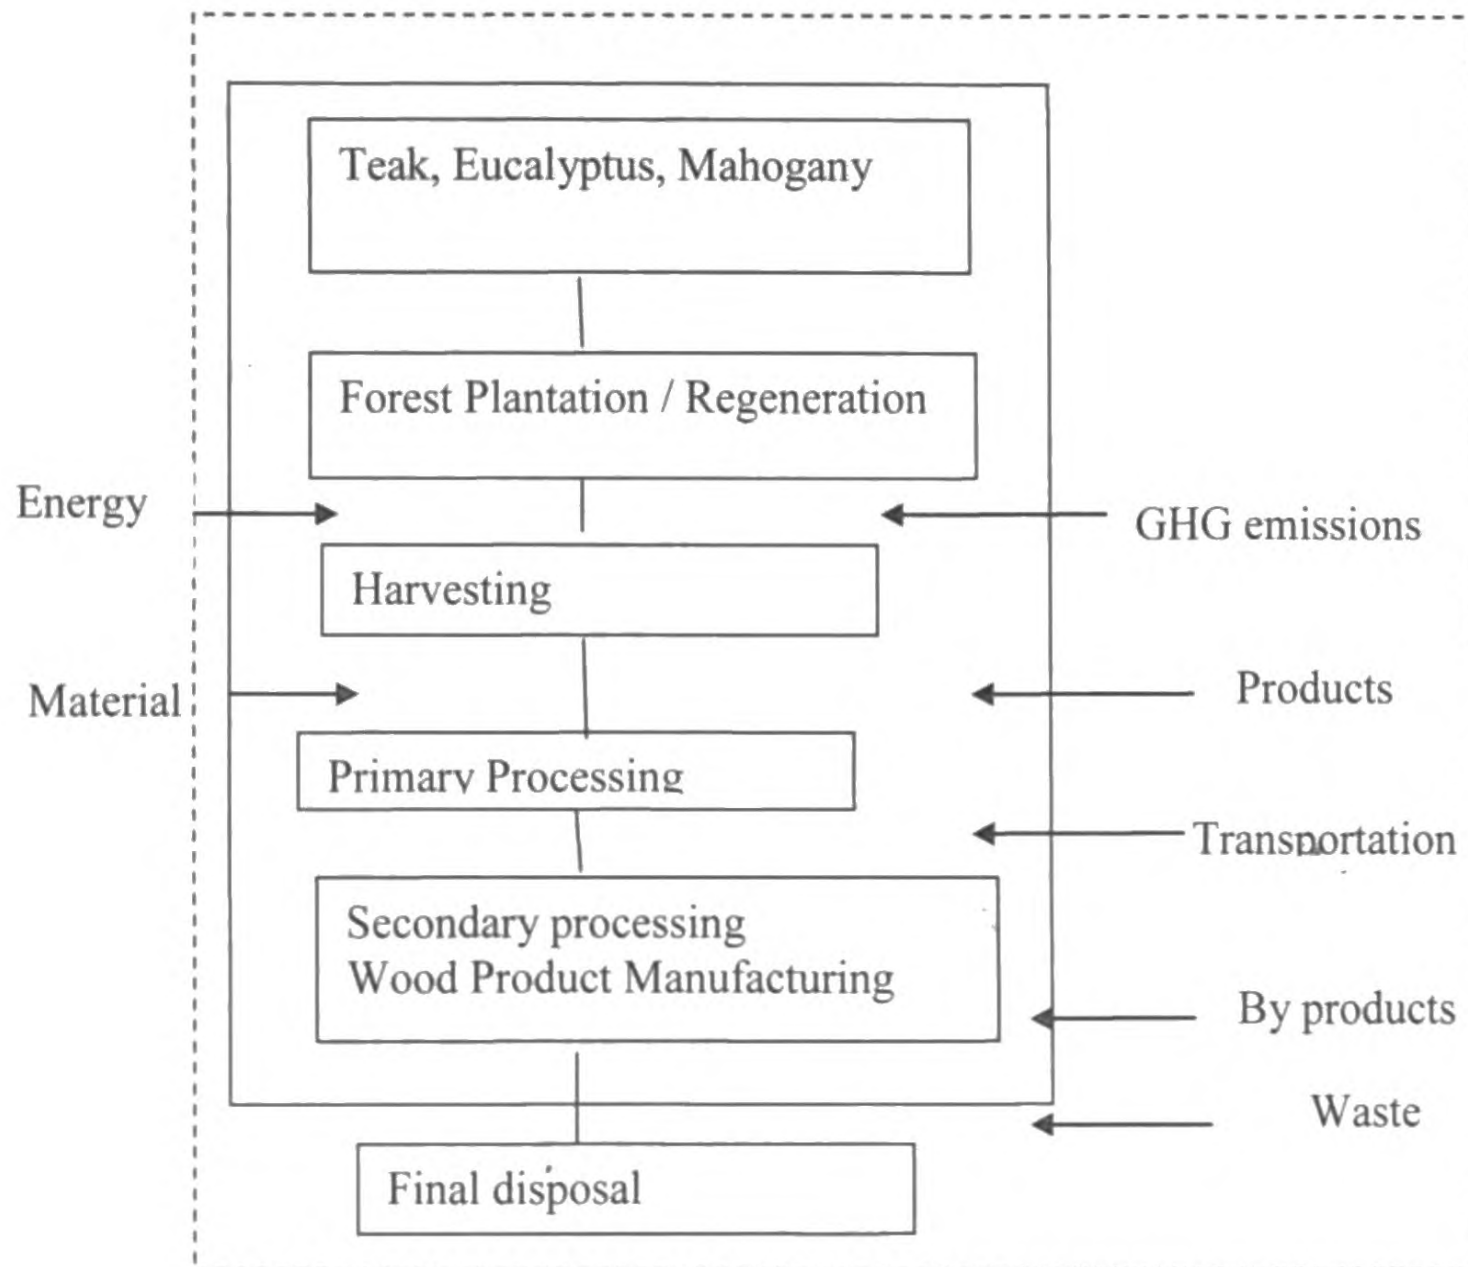 Teak, Eucalyptus, Mahogany
Forest Plantation / Regeneration
Energy
GHG emissions
Harvesting
Material
Products
Primary Processing
Transportation
Secondary processing
Wood Product Manufacturing
By products
Waste
Final disposal